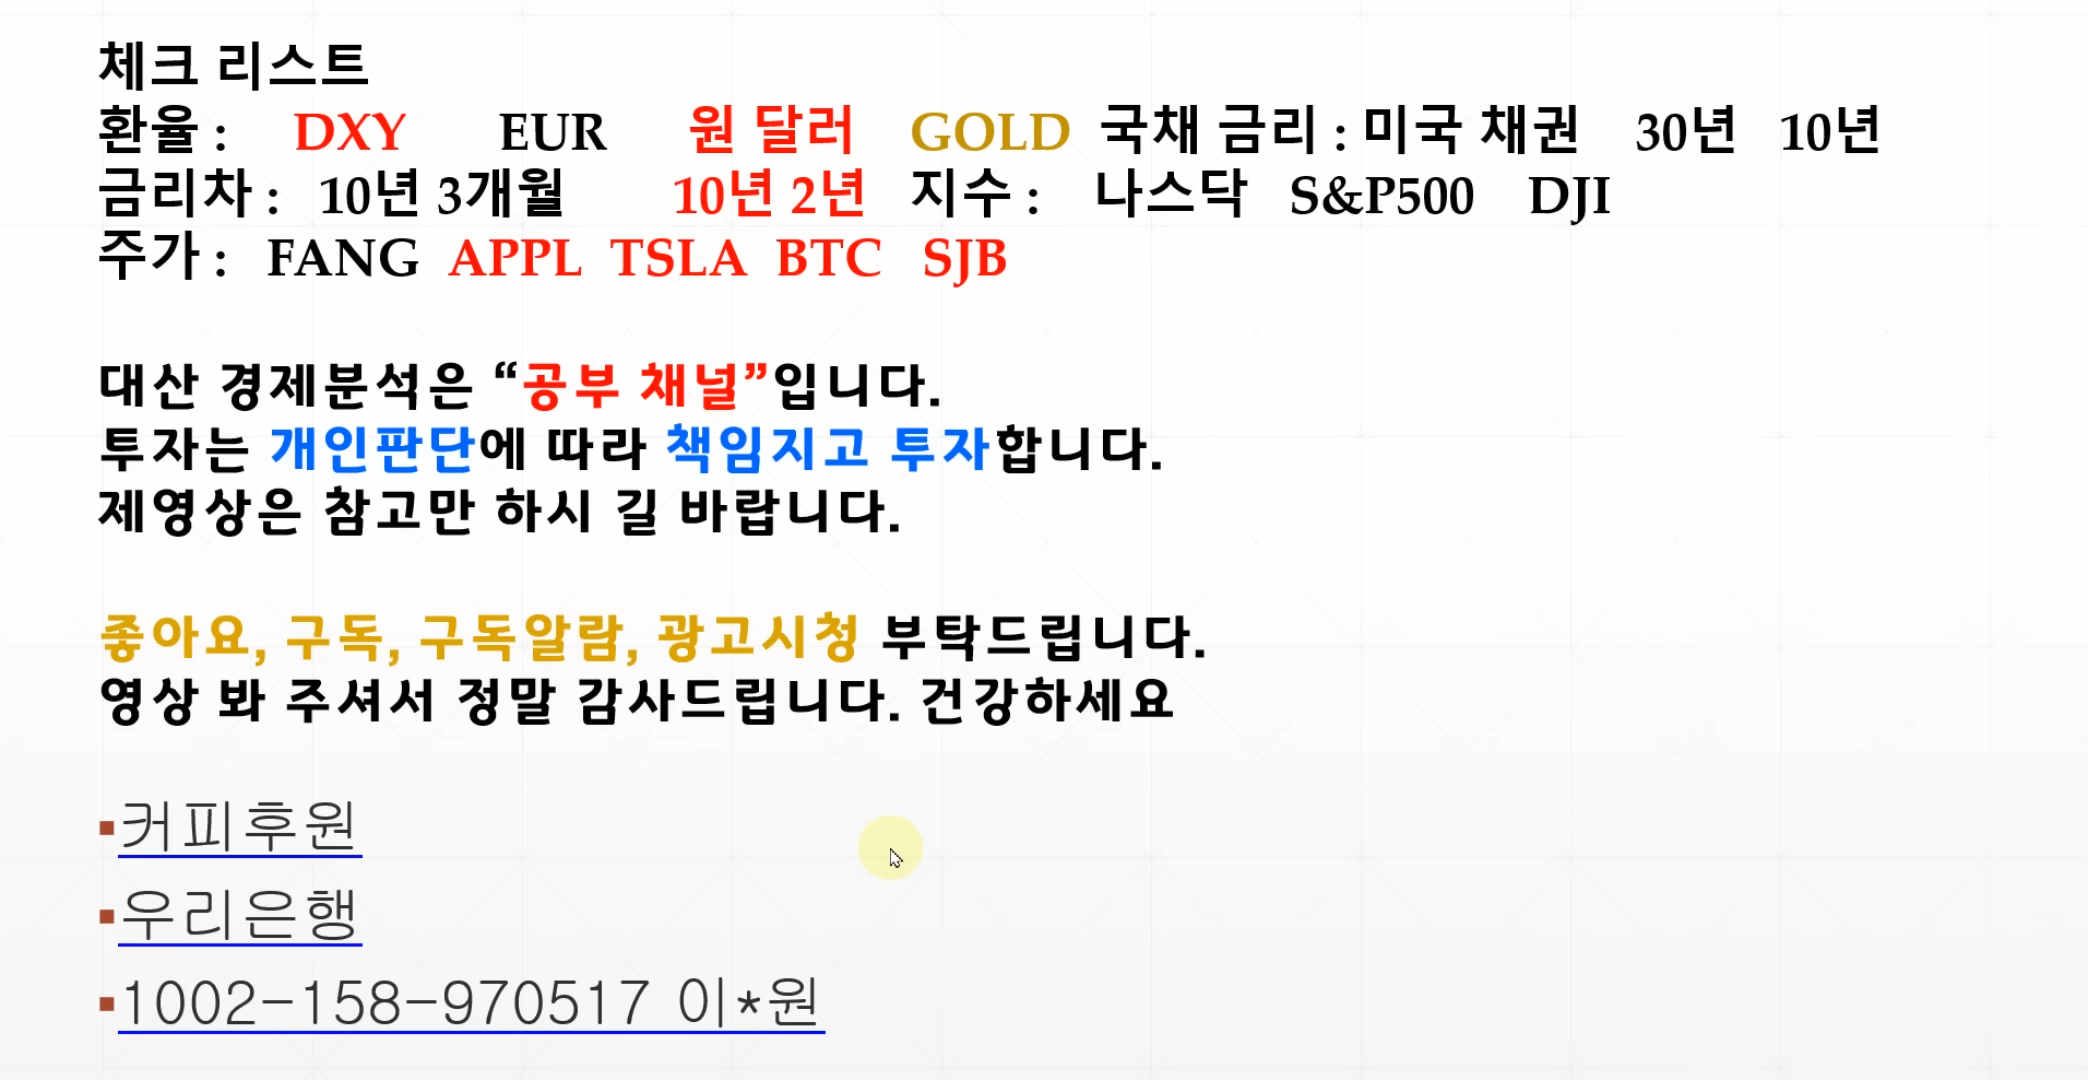 체크 리스트
환율 : DXY EUR 원 달러 GOLD 국채 금리 : 미국 채권 30년 10년
금리차 : 10년 3개월 10년 2년 지수 : 나스닥 S&P500 DJI
주가 : FANG APPL TSLA BTC SJB
대산 경제분석은 “공부 채널”입니다.
투자는 개인판단에 따라 책임지고 투자합니다.
제영상은 참고만 하시 길 바랍니다.
좋아요, 구독, 구독알람, 광고시청 부탁드립니다.
영상 봐 주셔서 정말 감사드립니다. 건강하세요
▪커피후원
▪우리은행
▪1002-158-970517 이*원